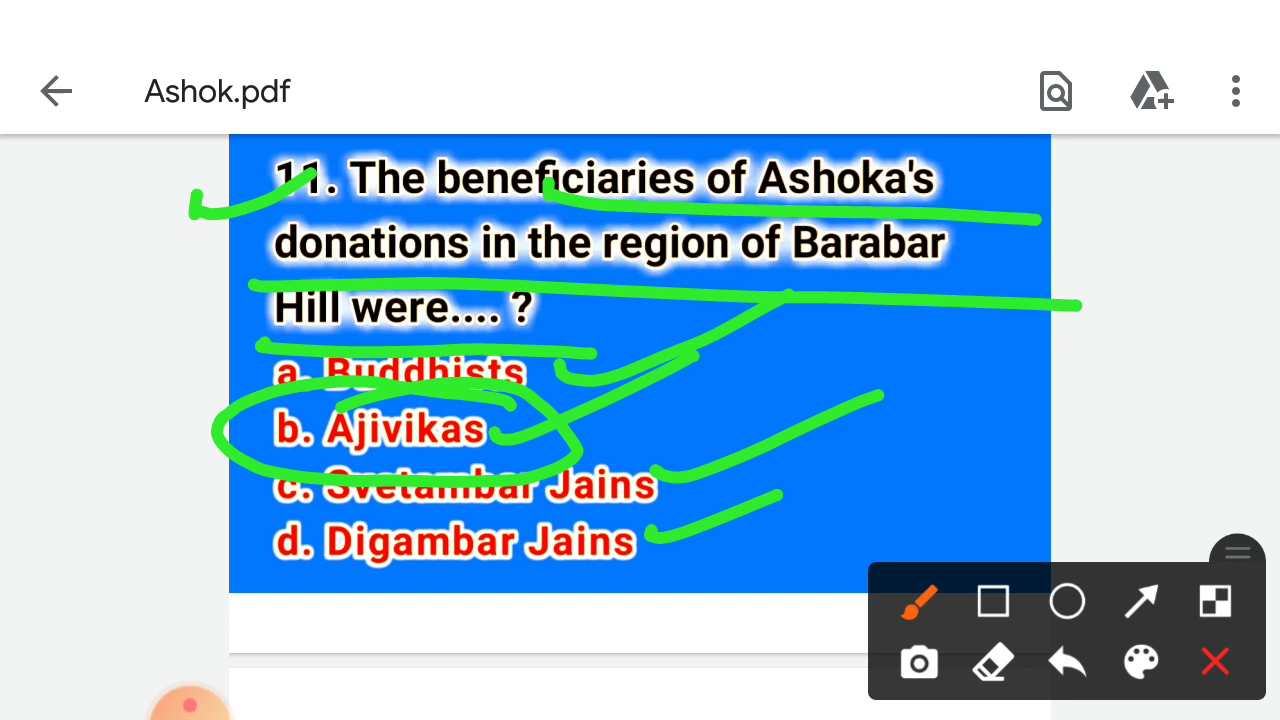 Ashok.pdf
11. The beneficiaries of Ashoka's
donations in the region of Barabar
Hill were.... ?
a. Buddhists
b. Ajivikas
c. Svetambar Jains
d. Digambar Jains